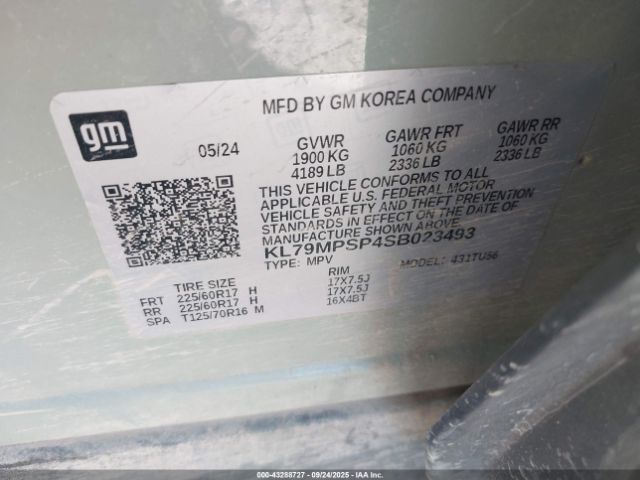 gm
MFD BY GM KOREA COMPANY
05/24
GVWR GAWR FRT GAWR RR
1900 KG 1060 KG 1060 KG
4189 LB 2336 LB 2336 LB
THIS VEHICLE CONFORMS TO ALL
APPLICABLE U.S. FEDERAL MOTOR
VEHICLE SAFETY AND THEFT PREVENTION
STANDARD IN EFFECT ON THE DATE OF
MANUFACTURE SHOWN ABOVE
KL79MPSP4SB023493
TYPE: MPV MODEL: 431TU56
TIRE SIZE RIM
FRT 225/60R17 H 17X7.5J
RR 225/60R17 H 17X7.5J
SPA T125/70R16 M 16X4BT
000-43288727 - 09/24/2025 - IAAI.COM